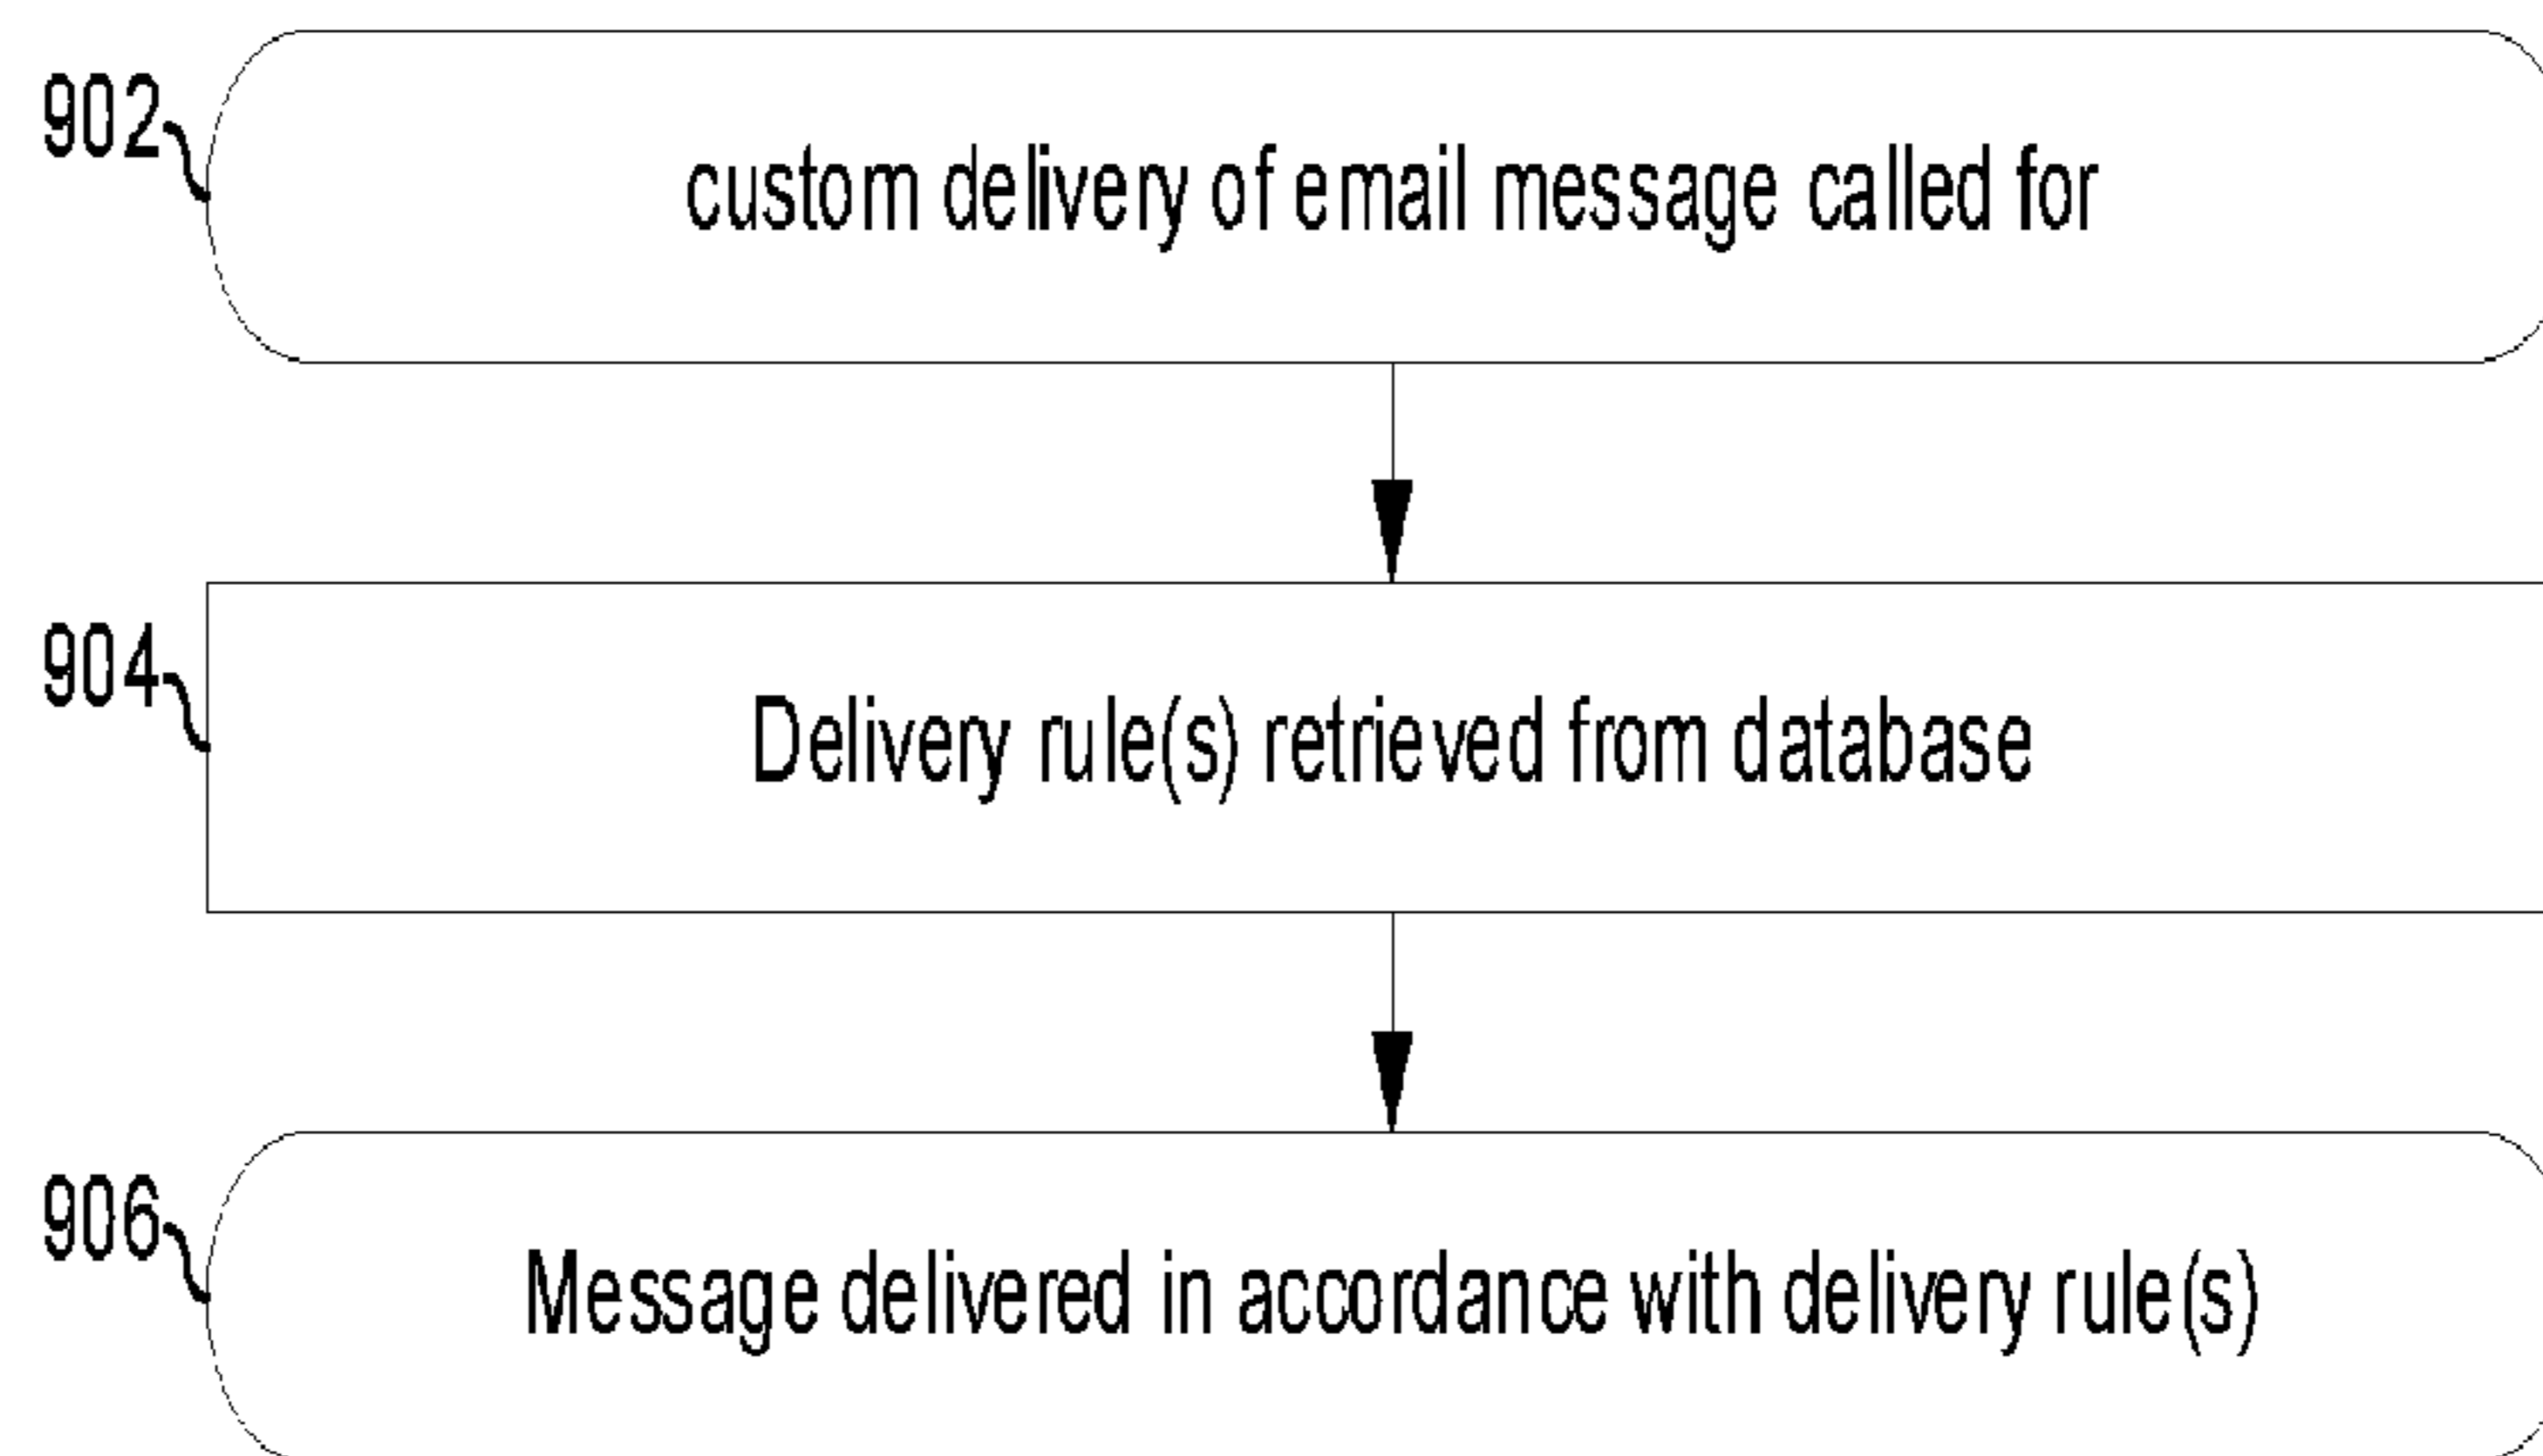 902
custom delivery of email message called for
904
Delivery rule(s) retrieved from database
906
Message delivered in accordance with delivery rule(s)